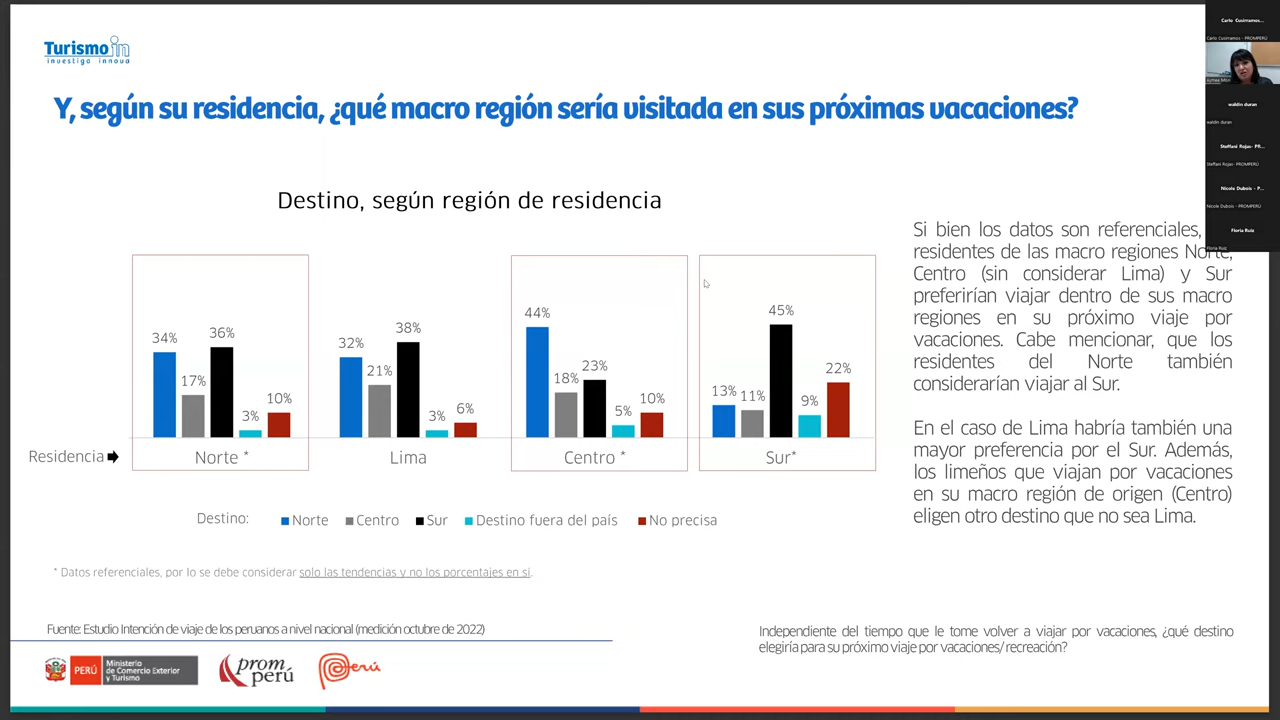 Turismo in
investiga innova
Y, según su residencia, ¿qué macro región sería visitada en sus próximas vacaciones?
Destino, según región de residencia
34%
17%
36%
3%
10%
32%
21%
38%
3%
6%
44%
18%
23%
5%
10%
13%
11%
45%
9%
22%
Residencia
Norte *
Lima
Centro *
Sur*
Destino:
Norte
Centro
Sur
Destino fuera del país
No precisa
* Datos referenciales, por lo se debe considerar solo las tendencias y no los porcentajes en si.
Si bien los datos son referenciales,
residentes de las macro regiones Norte,
Centro (sin considerar Lima) y Sur
preferirían viajar dentro de sus macro
regiones en su próximo viaje por
vacaciones. Cabe mencionar, que los
residentes del Norte también
considerarían viajar al Sur.
En el caso de Lima habría también una
mayor preferencia por el Sur. Además,
los limeños que viajan por vacaciones
en su macro región de origen (Centro)
eligen otro destino que no sea Lima.
Fuente: Estudio Intención de viaje de los peruanos a nivel nacional (medición octubre de 2022)
Independiente del tiempo que le tome volver a viajar por vacaciones, ¿qué destino
elegiría para su próximo viaje por vacaciones/recreación?
PERÚ
Ministerio
de Comercio Exterior
y Turismo
prom
perú
Perú
Carlo Cusirramos...
Carlo Cusirramos - PROMPERÚ
waldin duran
waldin duran
Steffani Rojas- PR...
Steffani Rojas- PROMPERÚ
Nicole Dubois - P...
Nicole Dubois - PROMPERÚ
Floria Ruiz
Floria Ruiz